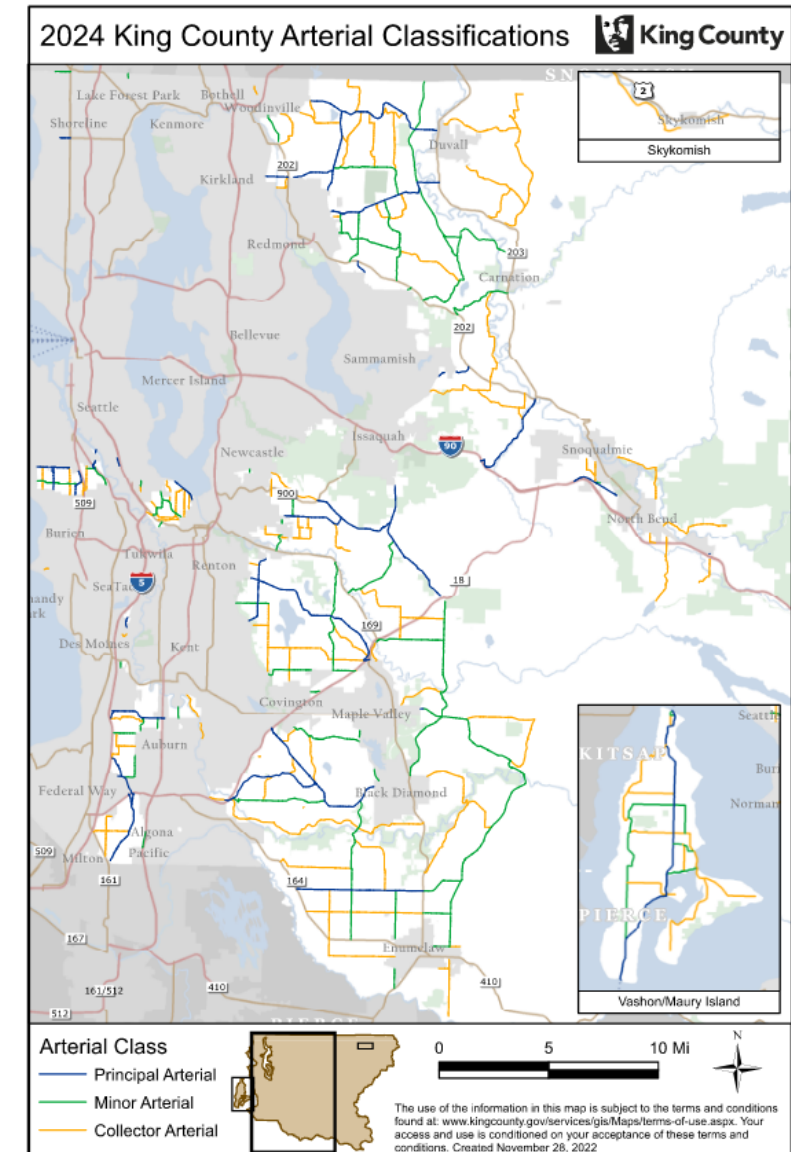 2024 King County Arterial Classifications
King County
Lake Forest Park
Bothell
Woodinville
Shoreline
Kenmore
Duvall
2
Skykomish
Skykomish
202
Kirkland
Redmond
203
Carnation
Bellevue
202
Sammamish
Mercer Island
Seattle
Issaquah
90
Newcastle
Snoqualmie
900
509
North Bend
Burien
Tukwila
Renton
5
SeaTac
18
169
Des Moines
Kent
Covington
Maple Valley
Auburn
Federal Way
Black Diamond
Algona
509
Milton
Pacific
161
164
167
Enumclaw
161/512
410
410
512
PIERCE
Seattle
KITSAP
Norman
PIERCE
Vashon/Maury Island
Arterial Class
Principal Arterial
Minor Arterial
Collector Arterial
0 5 10 Mi
N
The use of the information in this map is subject to the terms and conditions
found at: www.kingcounty.gov/services/gis/Maps/terms-of-use.aspx. Your
access and use is conditioned on your acceptance of these terms and
conditions. Created November 28, 2022